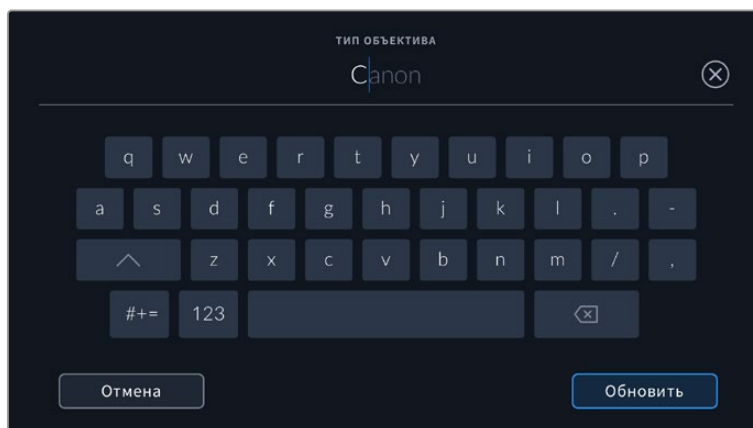 ТИП ОБЪЕКТИВА
Canon
q w e r t y u i o p
a s d f g h j k l . -
z x c v b n m / ,
#+= 123
Отмена Обновить